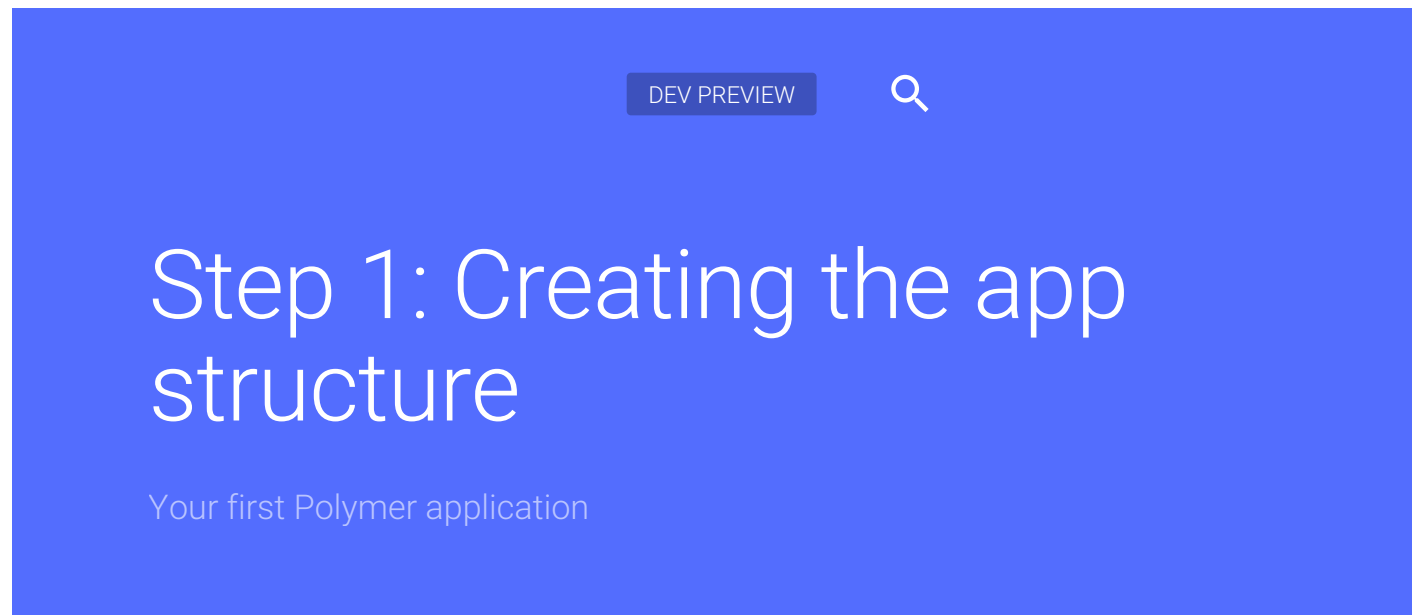 DEV PREVIEW
Step 1: Creating the app
structure
Your first Polymer application